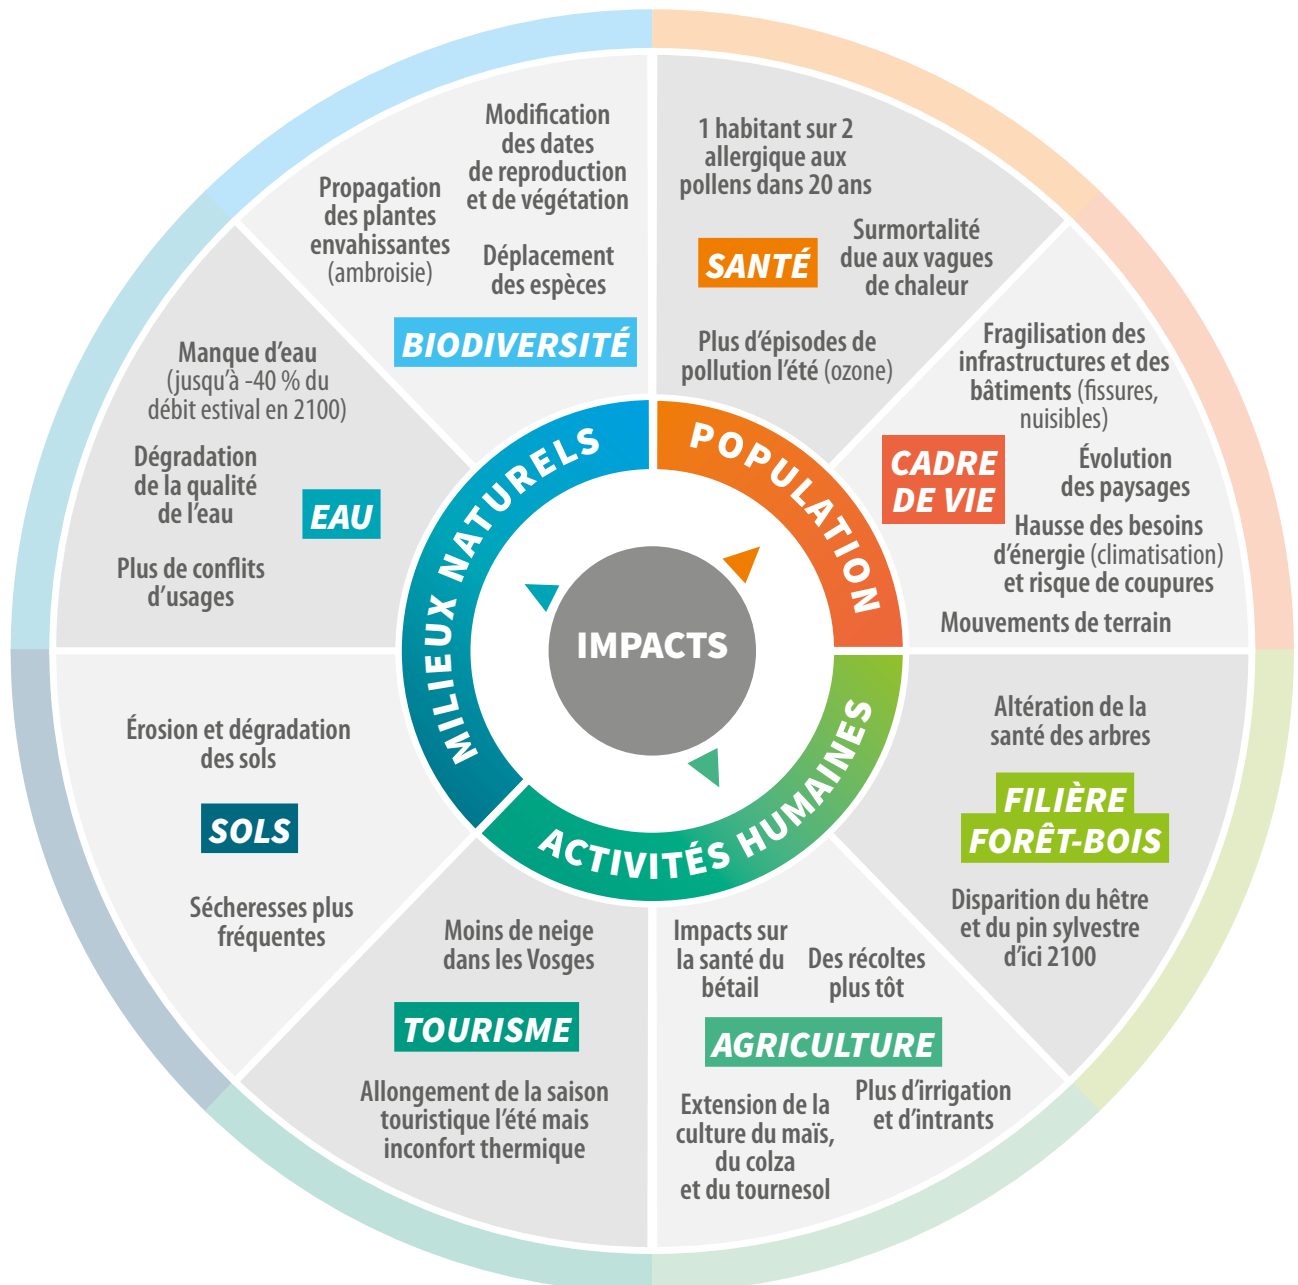 IMPACTS
POPULATION
SANTÉ
1 habitant sur 2
allergique aux
pollens dans 20 ans
Surmortalité
due aux vagues
de chaleur
Plus d’épisodes de
pollution l’été (ozone)
CADRE
DE VIE
Fragilisation des
infrastructures et des
bâtiments (fissures,
nuisibles)
Évolution
des paysages
Hausse des besoins
d’énergie (climatisation)
et risque de coupures
Mouvements de terrain
ACTIVITÉS HUMAINES
Altération de la
santé des arbres
FILIÈRE
FORÊT-BOIS
Disparition du hêtre
et du pin sylvestre
d’ici 2100
Impacts sur
la santé du
bétail
Des récoltes
plus tôt
AGRICULTURE
Extension de la
culture du maïs,
du colza
et du tournesol
Plus d’irrigation
et d’intrants
Moins de neige
dans les Vosges
TOURISME
Allongement de la saison
touristique l’été mais
inconfort thermique
MILIEUX NATURELS
Érosion et dégradation
des sols
SOLS
Sécheresses plus
fréquentes
Manque d’eau
(jusqu’à -40 % du
débit estival en 2100)
Dégradation
de la qualité
de l’eau
EAU
Plus de conflits
d’usages
Modification
des dates
de reproduction
et de végétation
Propagation
des plantes
envahissantes
(ambroisie)
Déplacement
des espèces
BIODIVERSITÉ